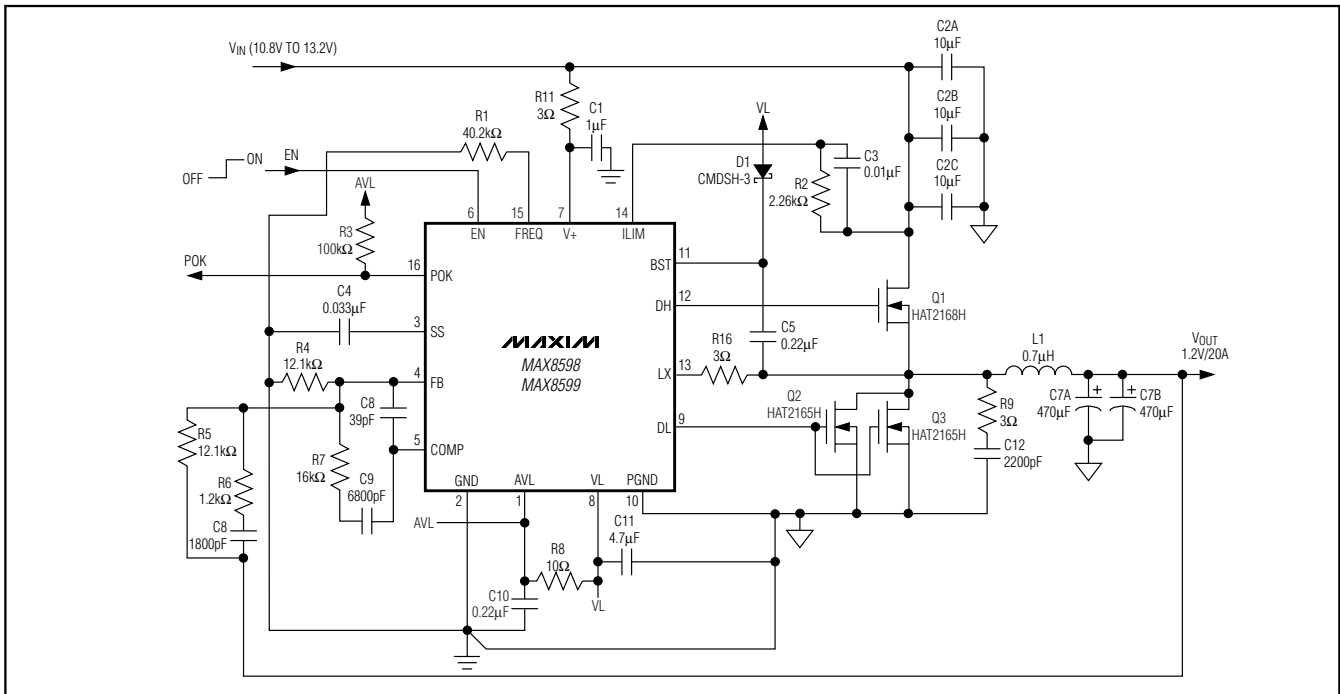 VIN (10.8V TO 13.2V)
C2A
10µF
C2B
10µF
C2C
10µF
R11
3Ω
C1
1µF
VL
R1
40.2kΩ
D1
CMDSH-3
C3
0.01µF
R2
2.26kΩ
OFF
ON
EN
AVL
R3
100kΩ
6
15
7
14
EN
FREQ
V+
ILIM
POK
16
POK
BST
11
DH
12
Q1
HAT2168H
C4
0.033µF
3
SS
MAXIM
MAX8598
MAX8599
C5
0.22µF
R16
3Ω
LX
13
L1
0.7µH
VOUT
1.2V/20A
R4
12.1kΩ
4
FB
C8
39pF
Q2
HAT2165H
Q3
HAT2165H
DL
9
R9
3Ω
C7A
470µF
+
+
C7B
470µF
R5
12.1kΩ
5
COMP
R7
16kΩ
C9
6800pF
C12
2200pF
R6
1.2kΩ
C8
1800pF
GND
AVL
VL
PGND
2
1
8
10
AVL
C11
4.7µF
R8
10Ω
C10
0.22µF
VL